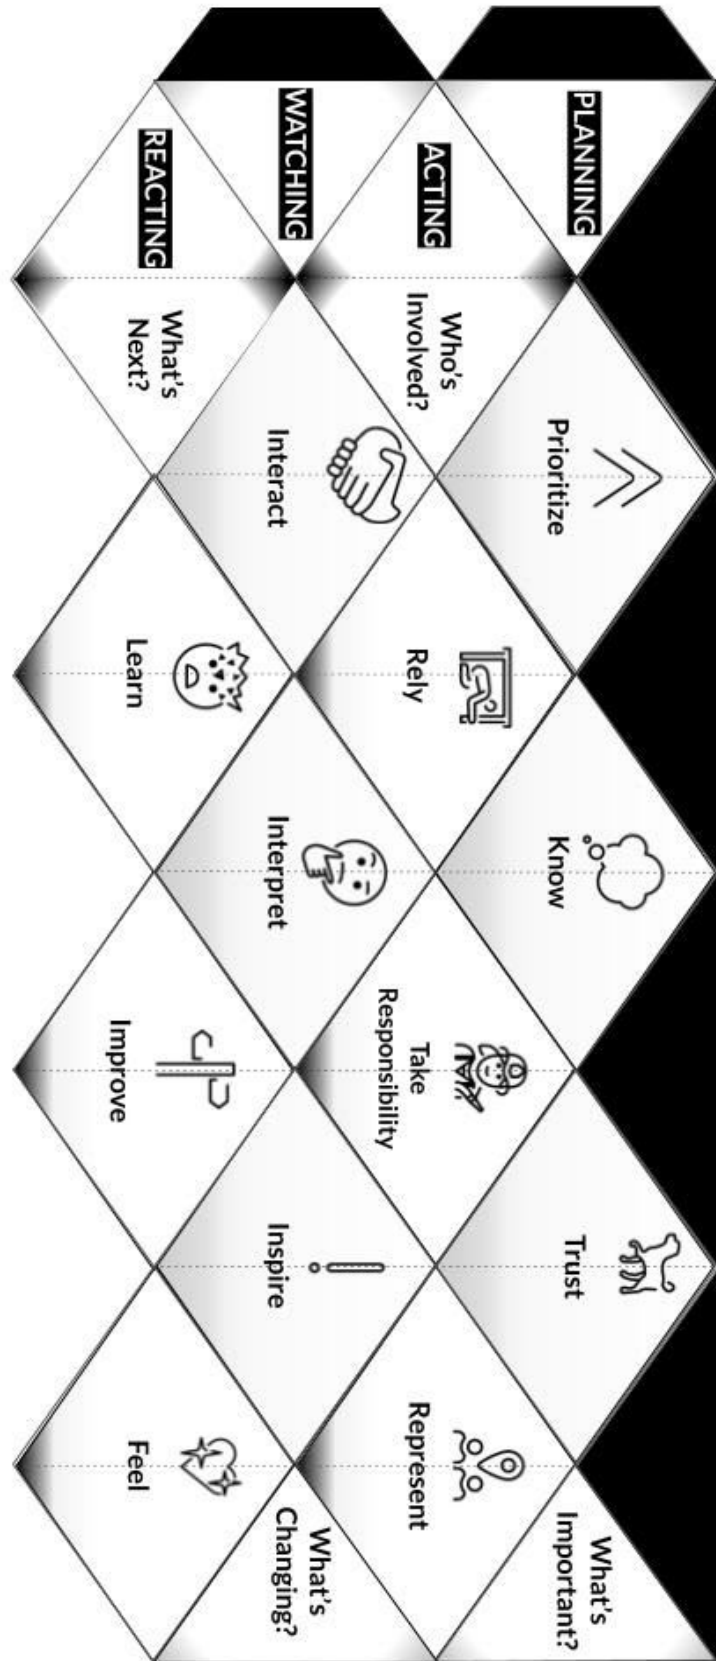 PLANNING
Prioritize
Know
Trust
What's
Important?
ACTING
Who's
Involved?
Rely
Take
Responsibility
Represent
WATCHING
Interact
Interpret
Inspire
What's
Changing?
REACTING
What's
Next?
Learn
Improve
Feel